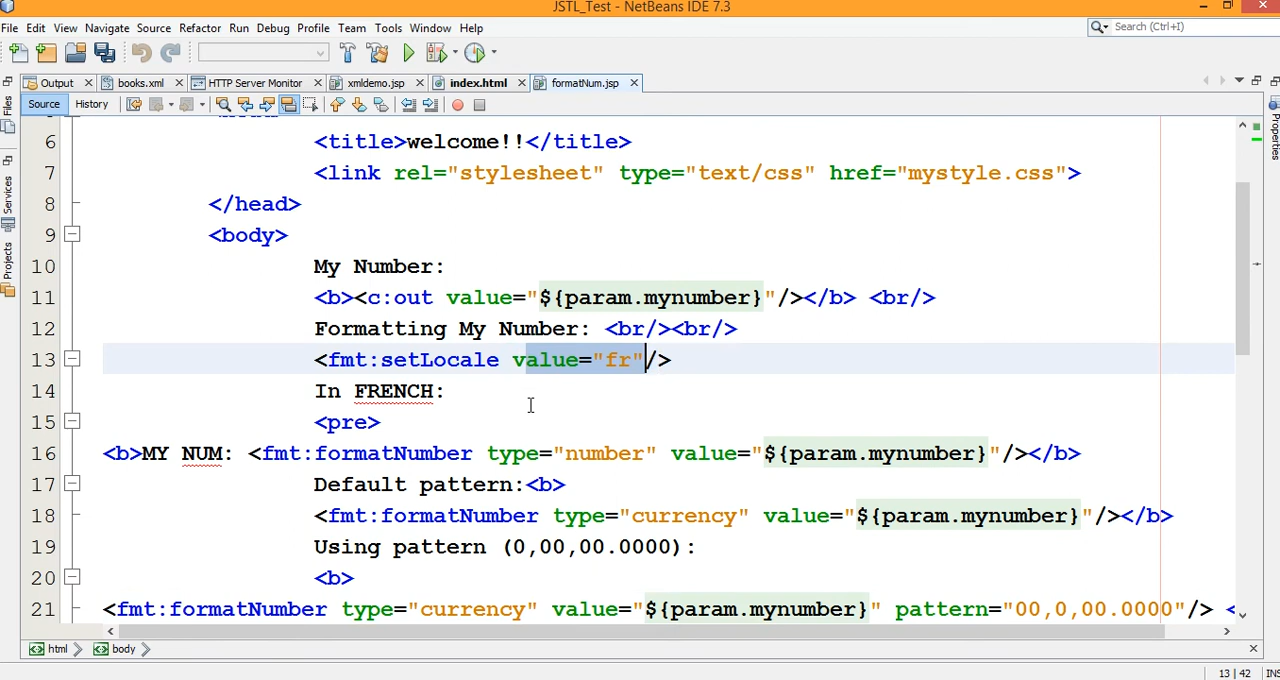 JSTL_Test - NetBeans IDE 7.3
File Edit View Navigate Source Refactor Run Debug Profile Team Tools Window Help
Search (Ctrl+I)
Output books.xml HTTP Server Monitor xmldemo.jsp index.html formatNum.jsp
Source History
Files
Services
Projects
Properties
6 <title>welcome!!</title>
7 <link rel="stylesheet" type="text/css" href="mystyle.css">
8 </head>
9 <body>
10 My Number:
11 <b><c:out value="${param.mynumber}"/></b> <br/>
12 Formatting My Number: <br/><br/>
13 <fmt:setLocale value="fr"/>
14 In FRENCH:
15 <pre>
16 <b>MY NUM: <fmt:formatNumber type="number" value="${param.mynumber}"/></b>
17 Default pattern:<b>
18 <fmt:formatNumber type="currency" value="${param.mynumber}"/></b>
19 Using pattern (0,00,00.0000):
20 <b>
21 <fmt:formatNumber type="currency" value="${param.mynumber}" pattern="00,0,00.0000"/> <
html body
13 | 42 INS